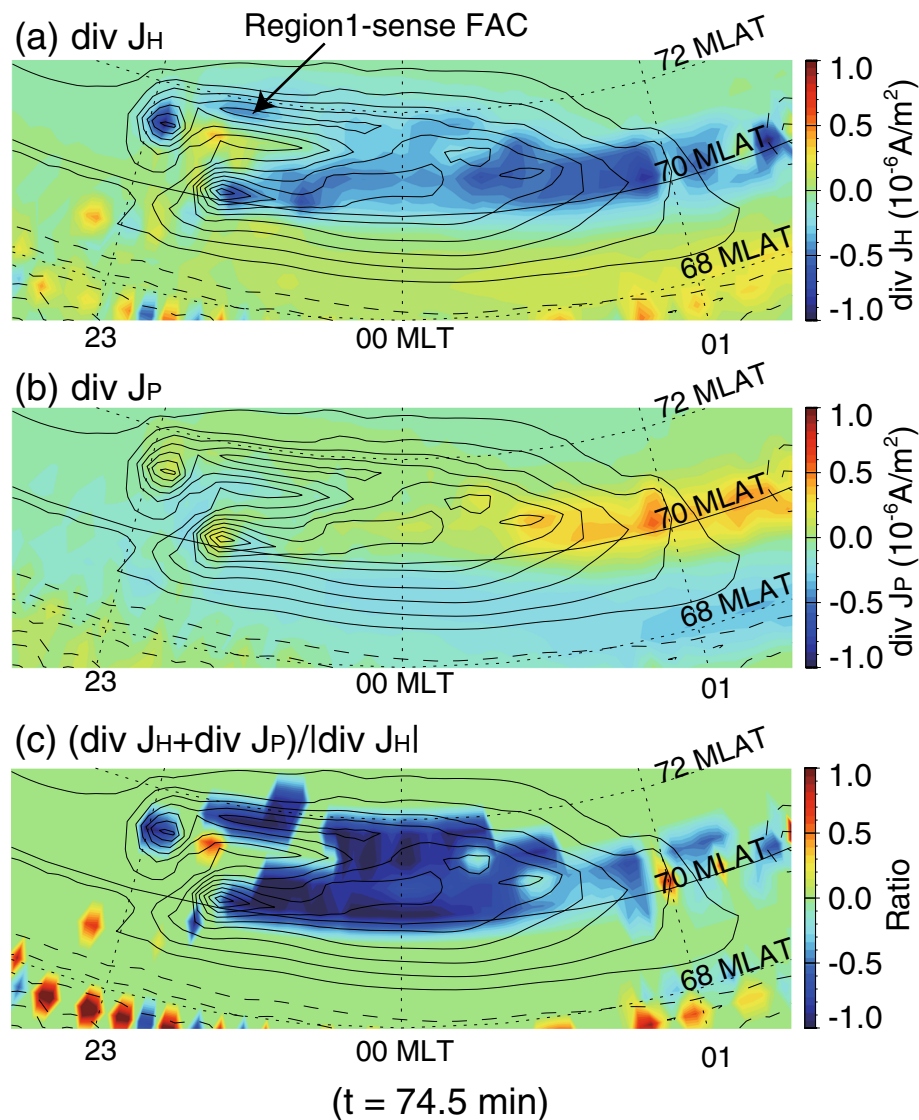 (a) div JH
Region1-sense FAC
72 MLAT
70 MLAT
68 MLAT
23
00 MLT
01
1.0
0.5
0.0
-0.5
-1.0
div JH (10⁻⁶A/m²)
(b) div JP
72 MLAT
70 MLAT
68 MLAT
23
00 MLT
01
1.0
0.5
0.0
-0.5
-1.0
div JP (10⁻⁶A/m²)
(c) (div JH+div JP)/|div JH|
72 MLAT
70 MLAT
68 MLAT
23
00 MLT
01
1.0
0.5
0.0
-0.5
-1.0
Ratio
(t = 74.5 min)